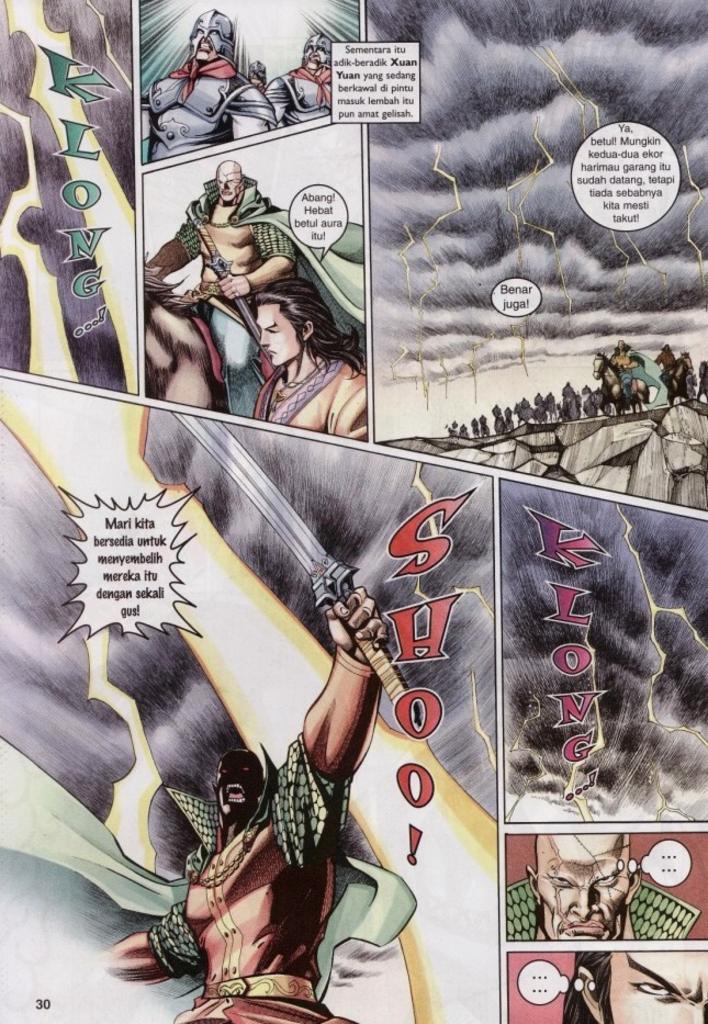 KLONG...!
Sementara itu
adik-beradik Xuan
Yuan yang sedang
berkawal di pintu
masuk lembah itu
pun amat gelisah.
Abang!
Hebat
betul aura
itu!
Ya,
betul! Mungkin
kedua-dua ekor
harimau garang itu
sudah datang, tetapi
tiada sebabnya
kita mesti
takut!
Benar
juga!
Mari kita
bersedia untuk
menyembelih
mereka itu
dengan sekali
gus!
SHOO!
KLONG...!
...
...
...
...
30